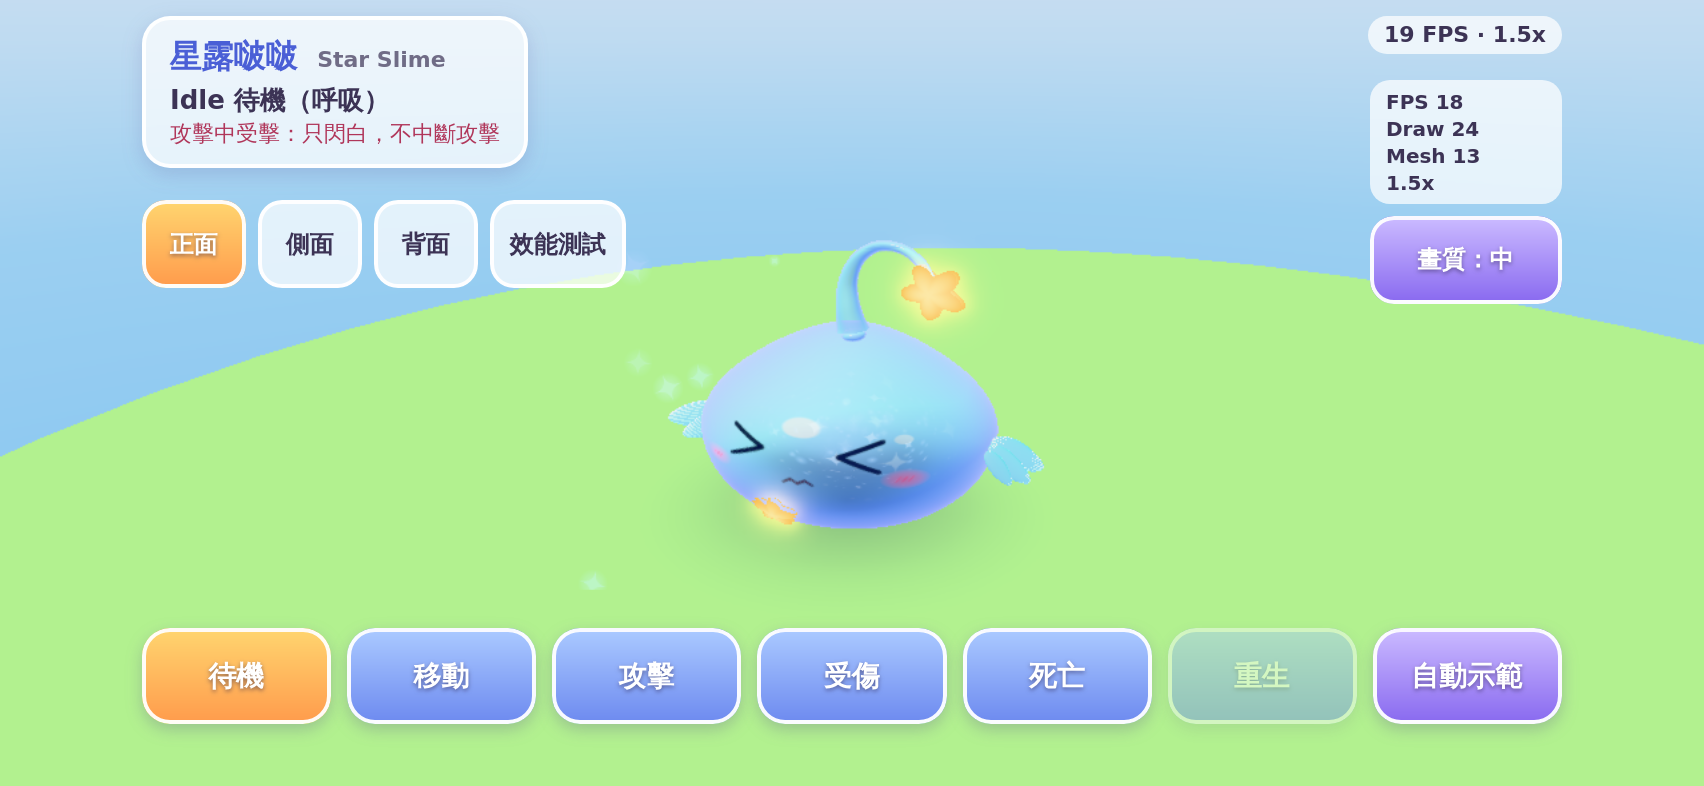 星露啵啵 Star Slime
Idle 待機（呼吸）
攻擊中受擊：只閃白，不中斷攻擊
正面
側面
背面
效能測試
19 FPS · 1.5x
FPS 18
Draw 24
Mesh 13
1.5x
畫質：中
待機
移動
攻擊
受傷
死亡
重生
自動示範